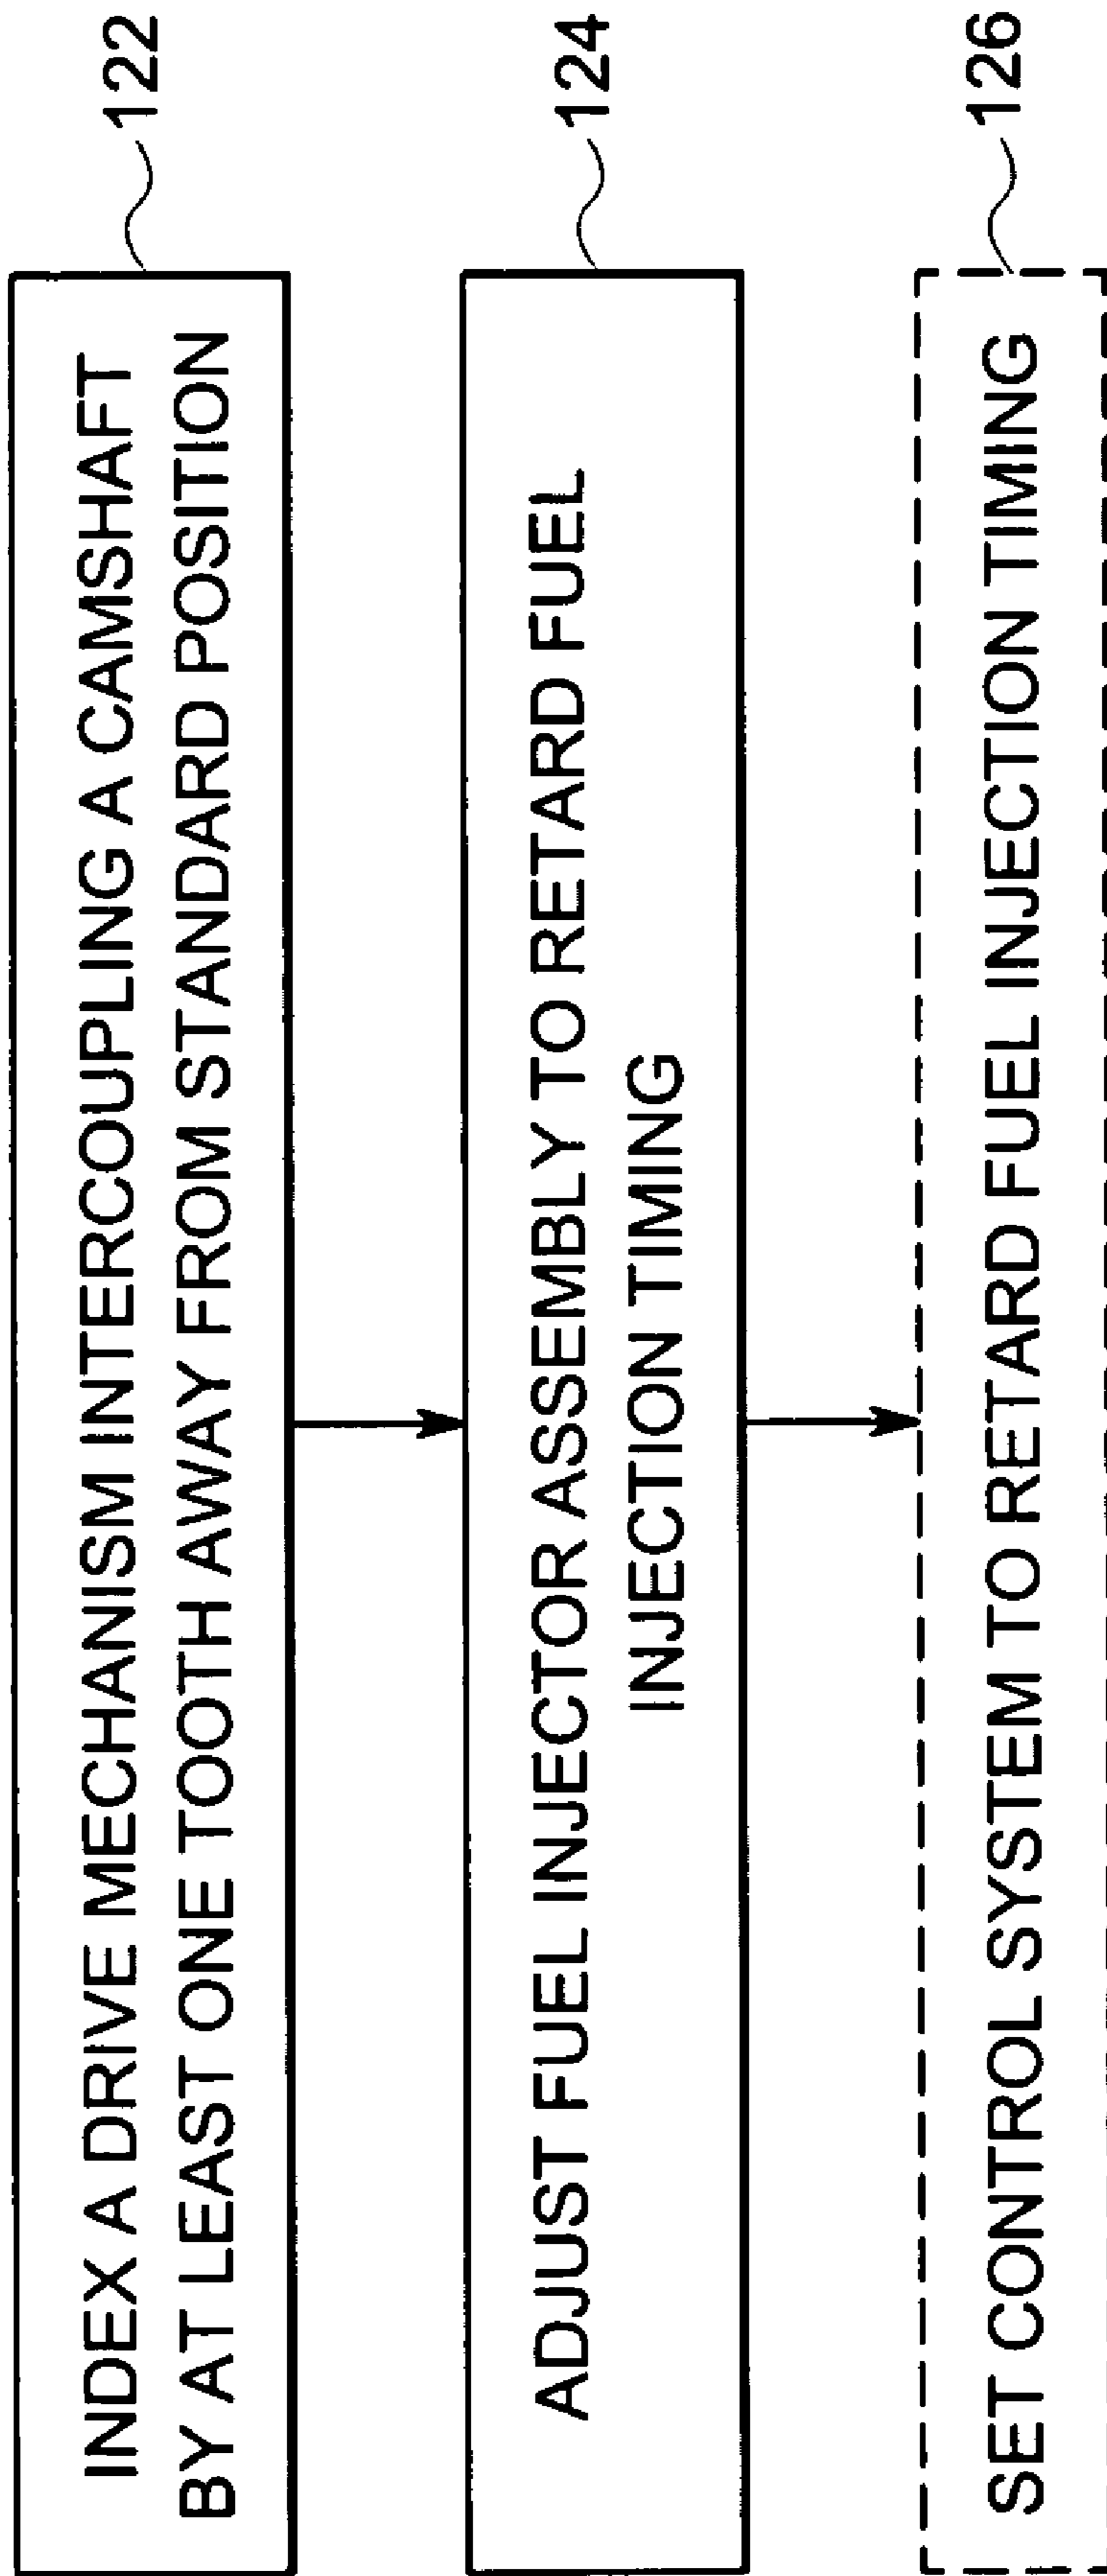 INDEX A DRIVE MECHANISM INTERCOUPLING A CAMSHAFT
BY AT LEAST ONE TOOTH AWAY FROM STANDARD POSITION
122
ADJUST FUEL INJECTOR ASSEMBLY TO RETARD FUEL
INJECTION TIMING
124
SET CONTROL SYSTEM TO RETARD FUEL INJECTION TIMING
126